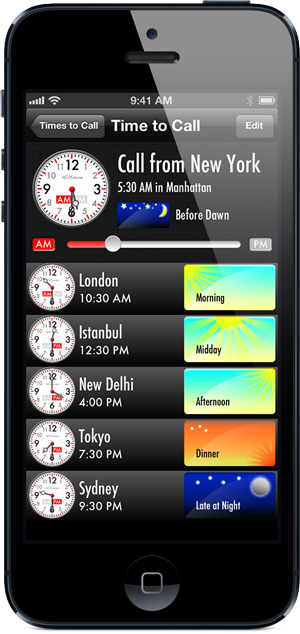 9:41 AM
Times to Call
Time to Call
Edit
12
3
9
AM
PM
Call from New York
5:30 AM in Manhattan
Before Dawn
AM
PM
London
10:30 AM
Morning
Istanbul
12:30 PM
Midday
New Delhi
4:00 PM
Afternoon
Tokyo
7:30 PM
Dinner
Sydney
9:30 PM
Late at Night